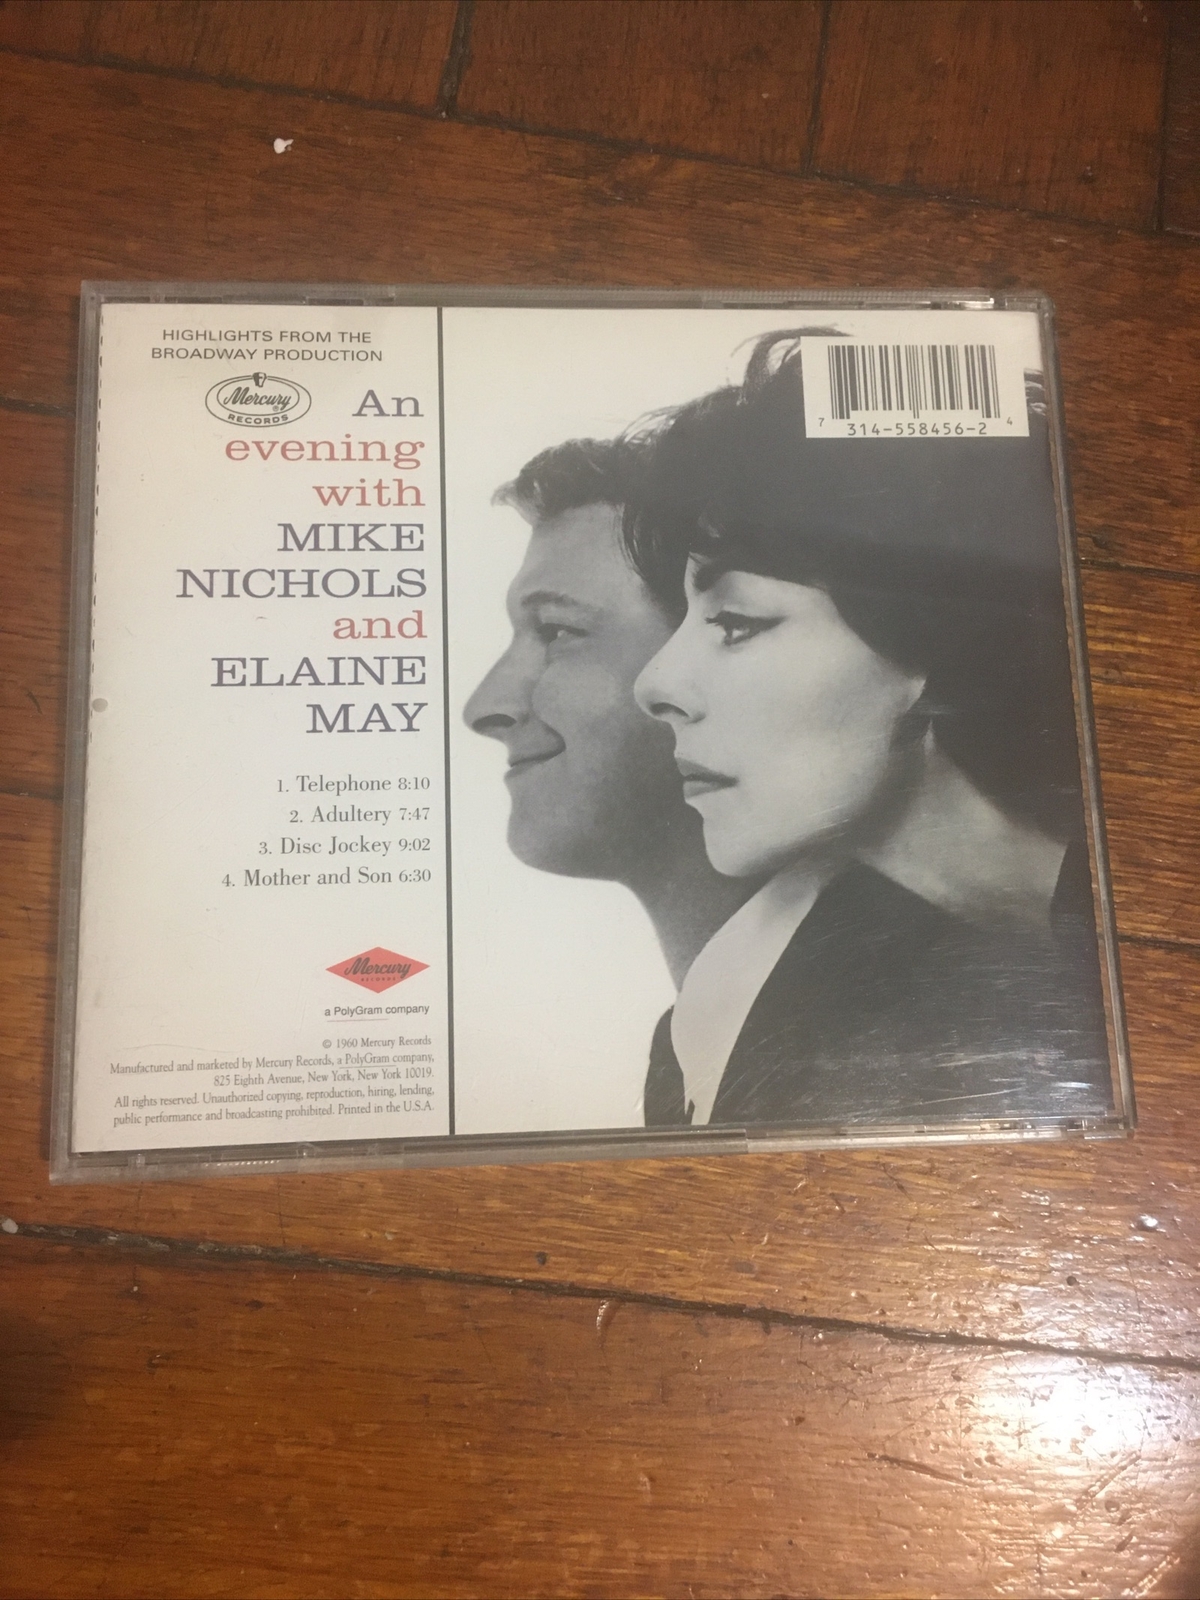 HIGHLIGHTS FROM THE
BROADWAY PRODUCTION
Mercury
RECORDS
An
evening
with
MIKE
NICHOLS
and
ELAINE
MAY
1. Telephone 8:10
2. Adultery 7:47
3. Disc Jockey 9:02
4. Mother and Son 6:30
Mercury
RECORDS
a PolyGram company
© 1960 Mercury Records
Manufactured and marketed by Mercury Records, a PolyGram company,
825 Eighth Avenue, New York, New York 10019.
All rights reserved. Unauthorized copying, reproduction, hiring, lending,
public performance and broadcasting prohibited. Printed in the U.S.A.
7 314-558456-2 4